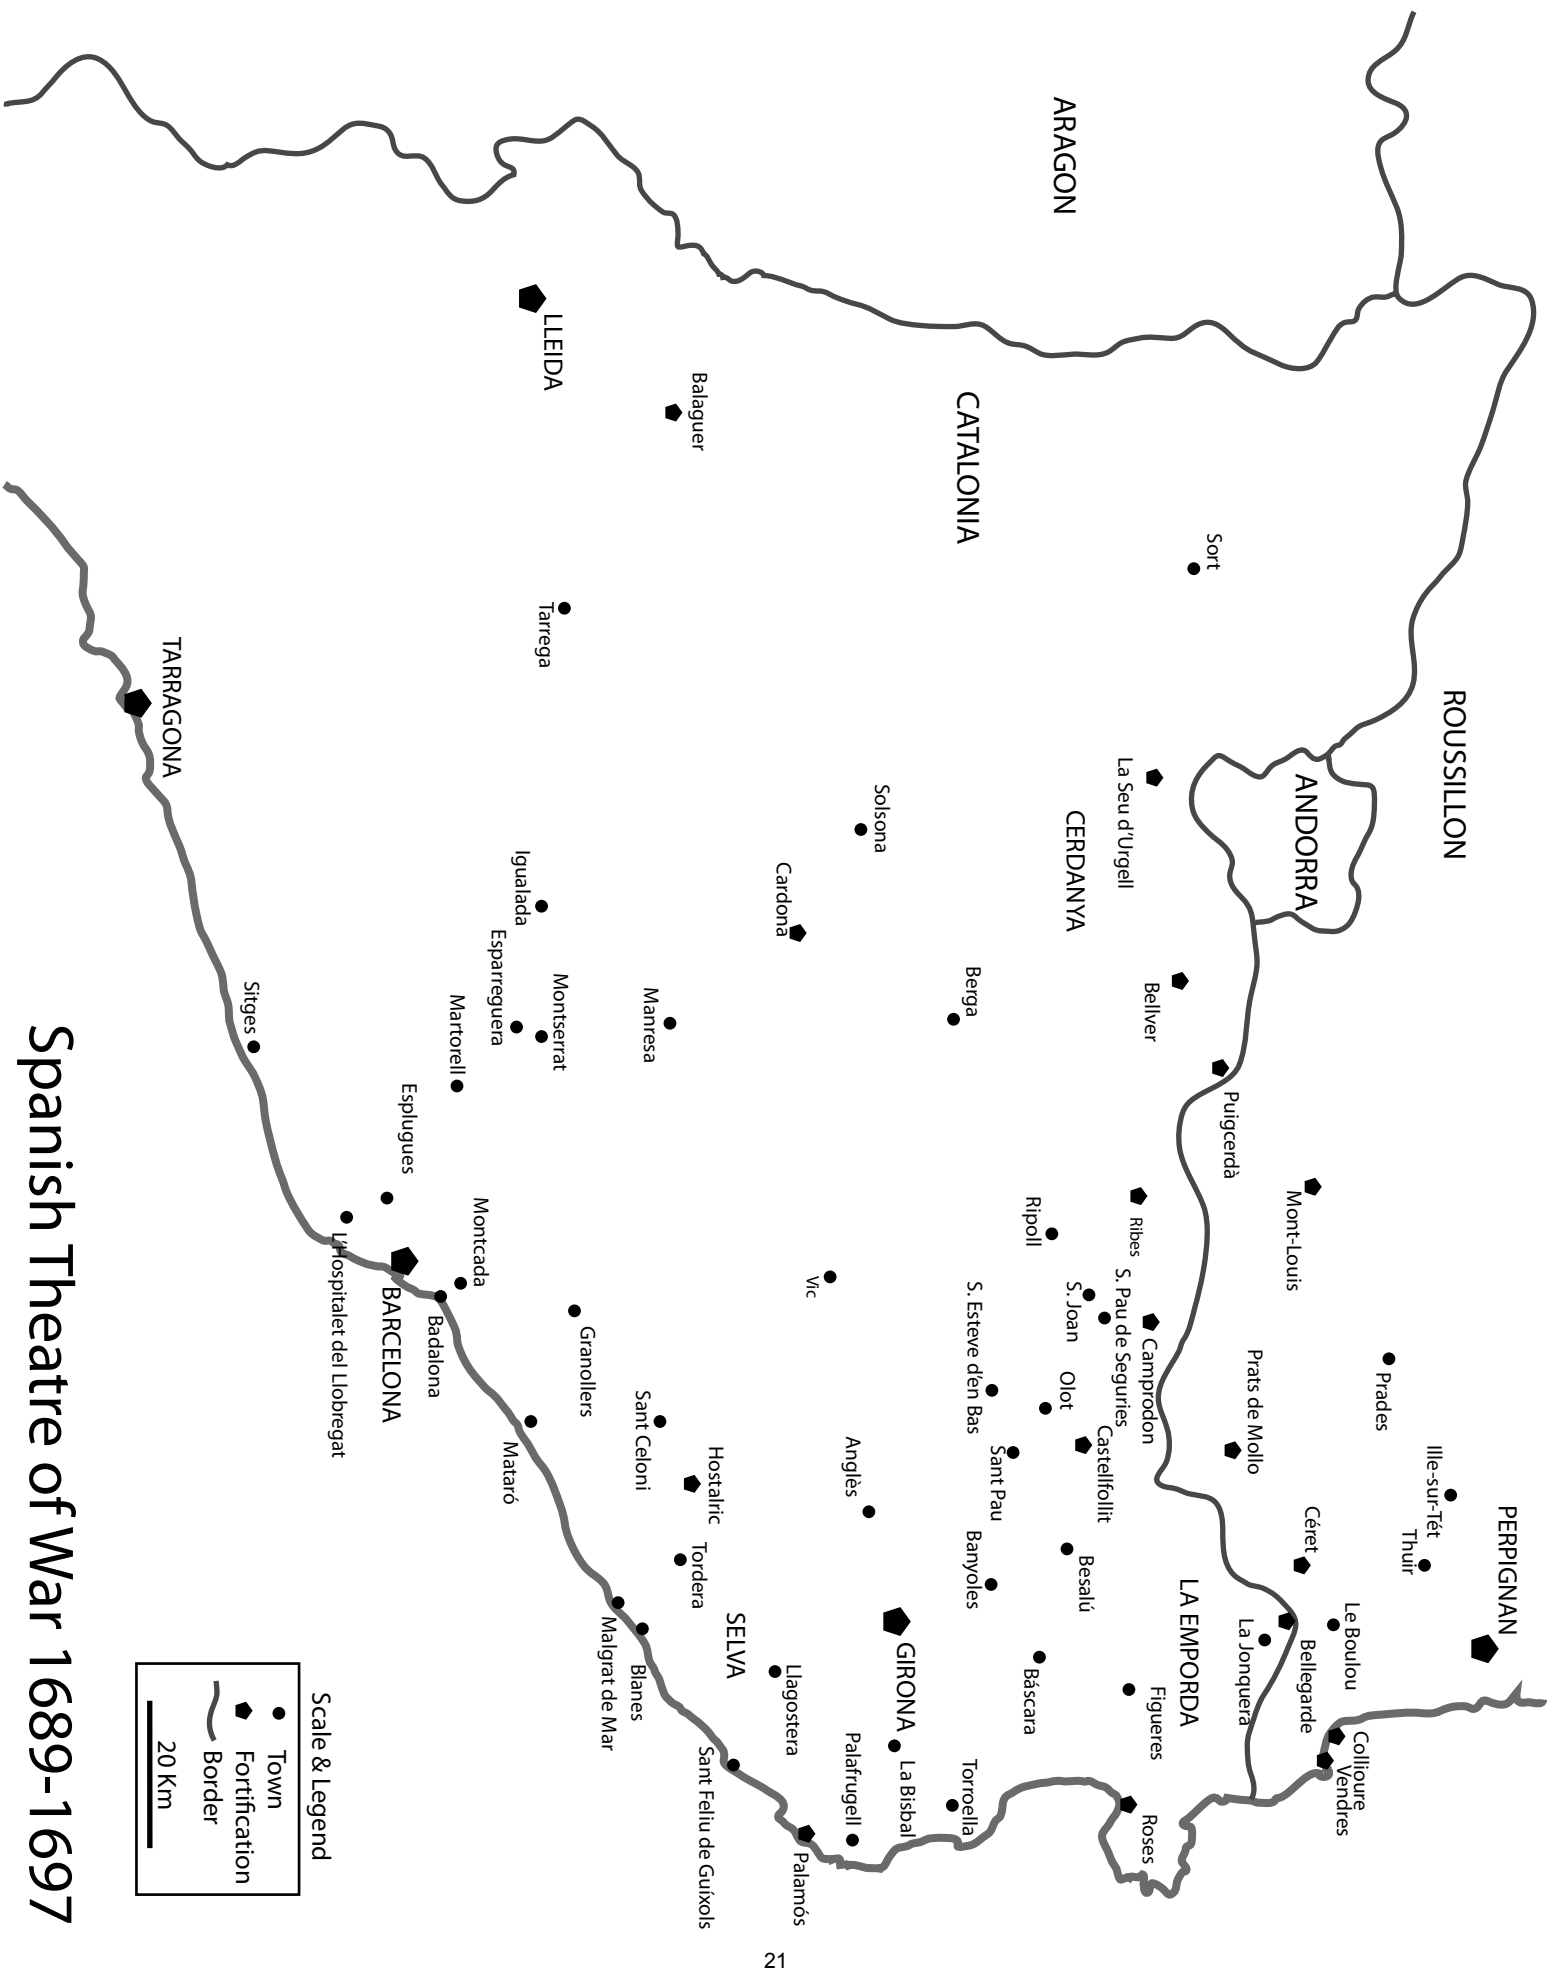 ARAGON
CATALONIA
ROUSSILLON
ANDORRA
CERDANYA
LA EMPORDA
SELVA
PERPIGNAN
Ille-sur-Tét
Thuir
Prades
Le Boulou
Céret
Collioure
Vendres
Bellegarde
La Jonquera
Mont-Louis
Prats de Mollo
Puigcerdà
Sort
La Seu d'Urgell
Bellver
Ribes
Camprodon
S. Pau de Seguries
S. Joan
Ripoll
Castellfollit
Olot
Besalú
Figueres
Roses
Báscara
Sant Pau
S. Esteve d'en Bas
Banyoles
Torroella
Berga
GIRONA
La Bisbal
Palafrugell
Anglès
Solsona
Vic
Cardona
Llagostera
Palamós
Sant Feliu de Guíxols
Hostalric
Tordera
Balaguer
Manresa
Sant Celoni
Blanes
Malgrat de Mar
LLEIDA
Tarrega
Igualada
Montserrat
Esparreguera
Granollers
Mataró
Martorell
Montcada
Badalona
Esplugues
BARCELONA
L'Hospitalet del Llobregat
Sitges
TARRAGONA
Scale & Legend
Town
Fortification
Border
20 Km
Spanish Theatre of War 1689-1697
21